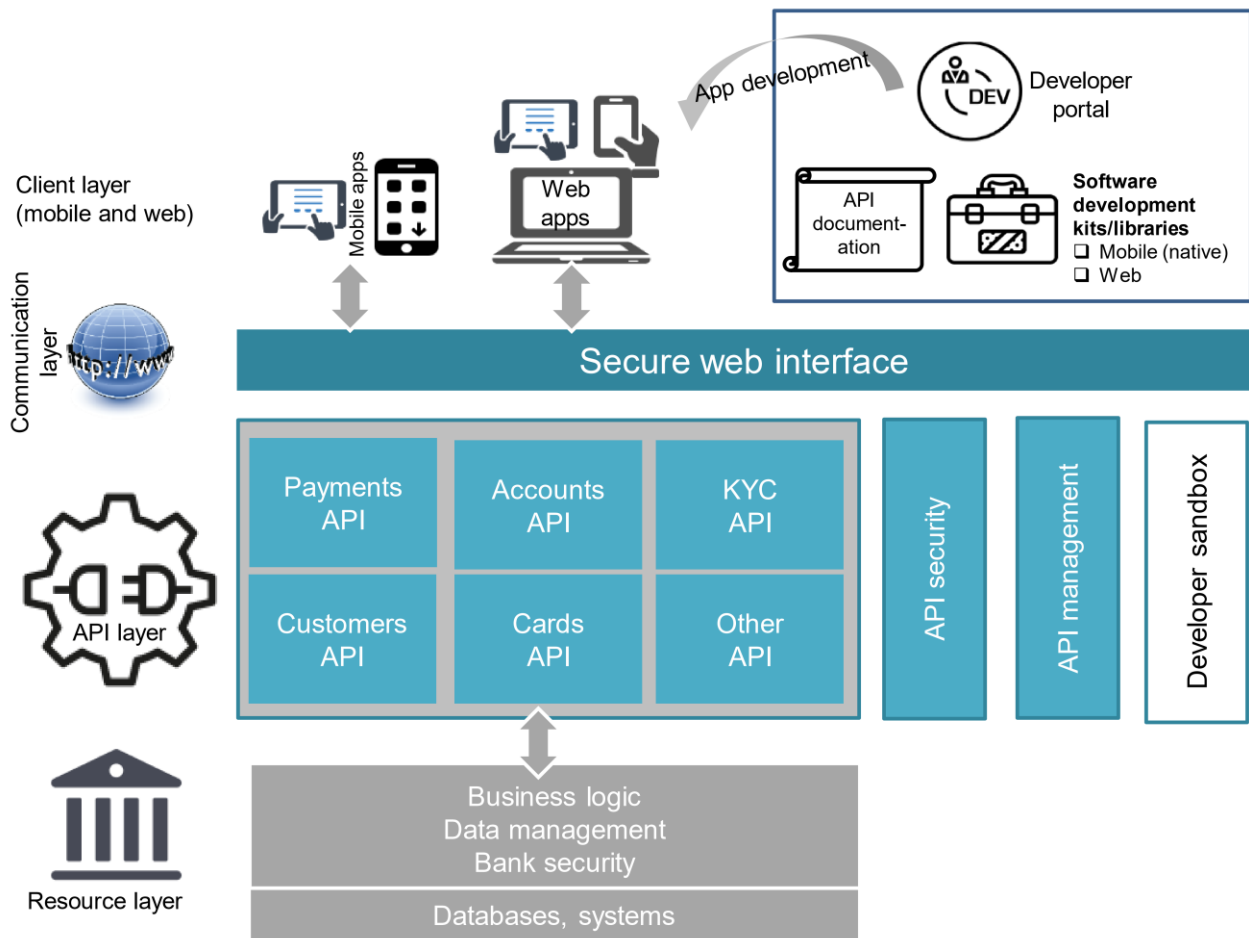 App development
DEV
Developer
portal
Client layer
(mobile and web)
Mobile apps
Web
apps
API
document-
ation
Software
development
kits/libraries
❑ Mobile (native)
❑ Web
Communication
layer
http://www
Secure web interface
API layer
Payments
API
Accounts
API
KYC
API
Customers
API
Cards
API
Other
API
API security
API management
Developer sandbox
Resource layer
Business logic
Data management
Bank security
Databases, systems